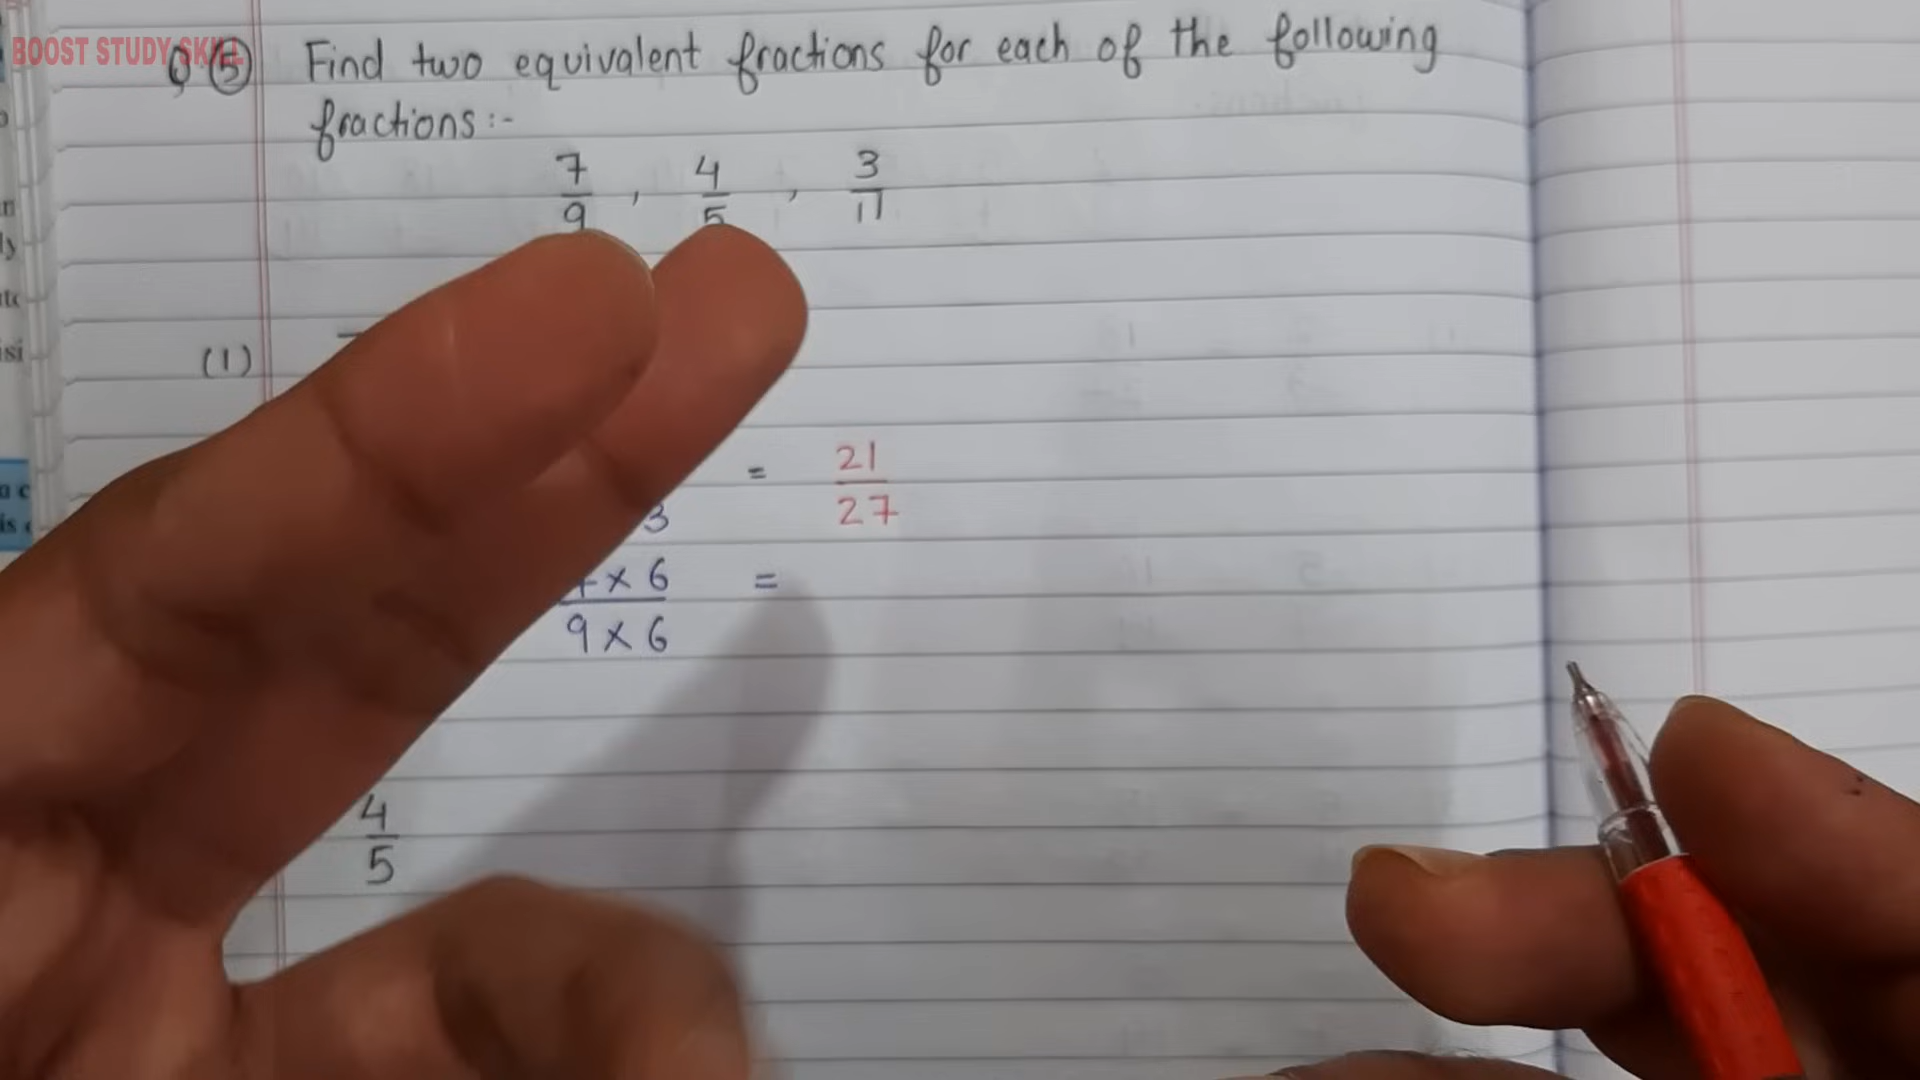 BOOST STUDY SKILL
Q.(5) Find two equivalent fractions for each of the following
fractions :-
7/9 , 4/5 , 3/11
(1)
= 21/27
3
× 6 =
9 × 6
4/5